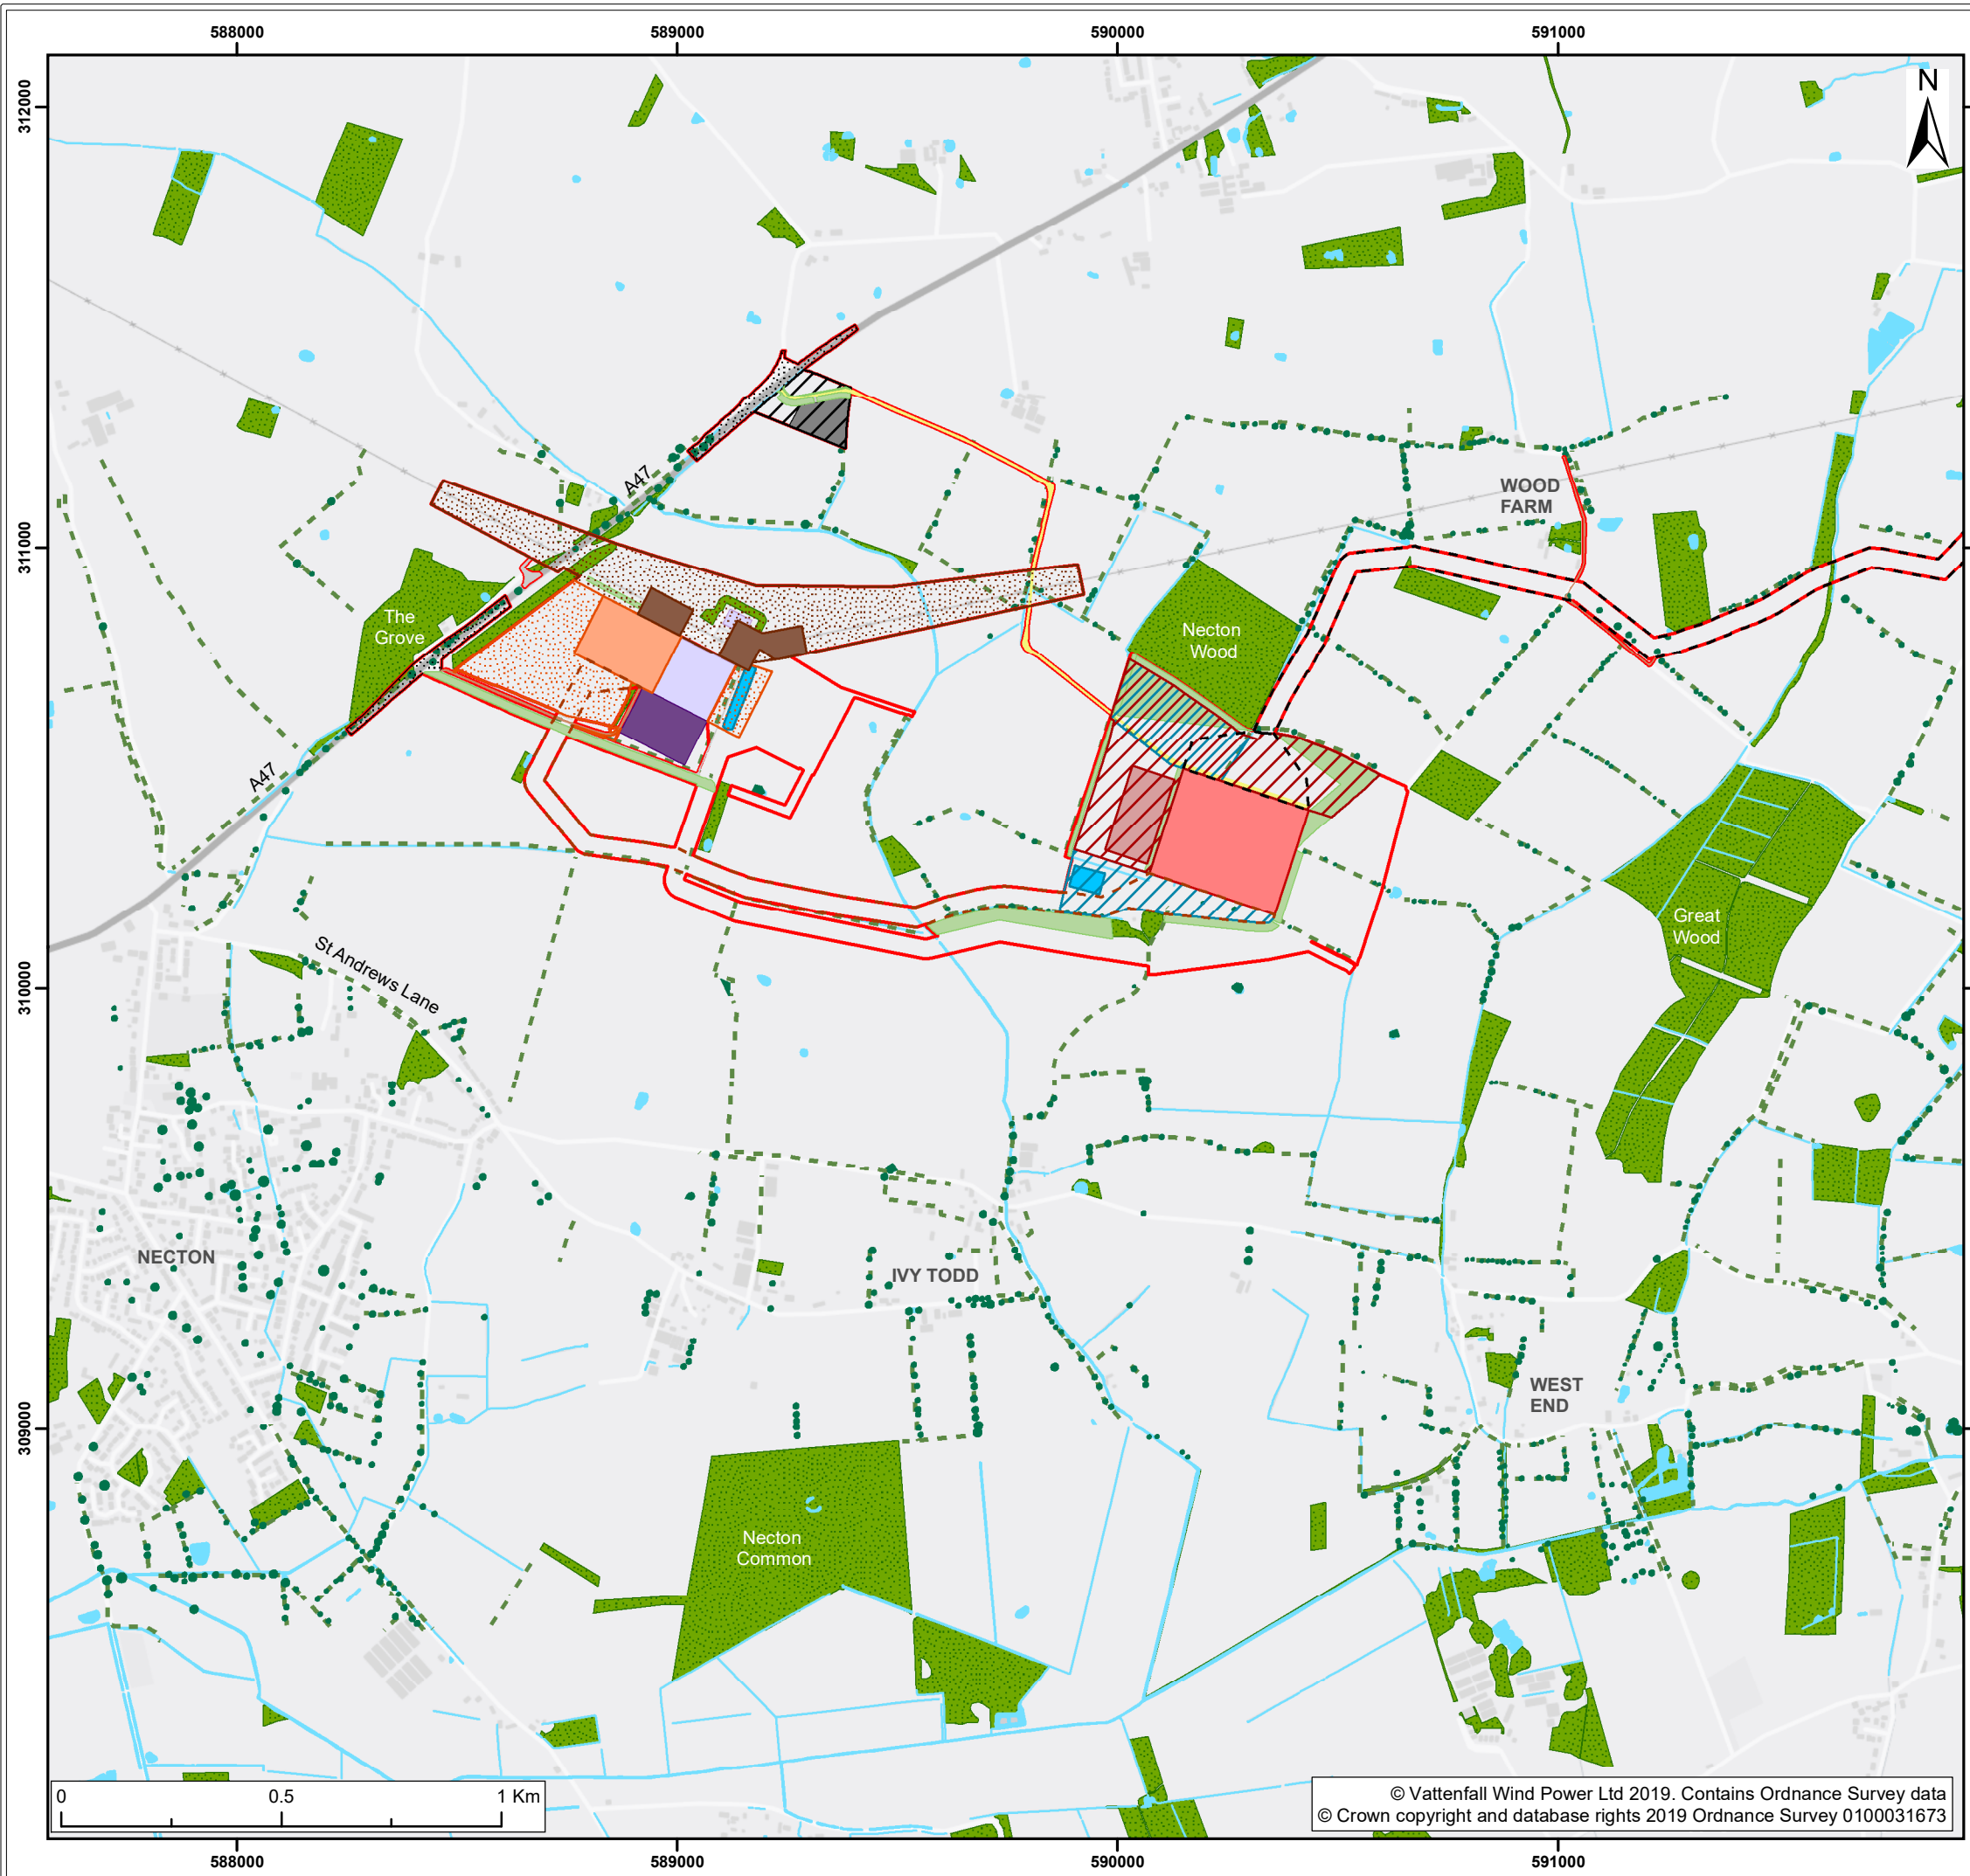 588000
589000
590000
591000
N
312000
311000
310000
309000
A47
WOOD
FARM
The
Grove
Necton
Wood
A47
Great
Wood
St Andrews Lane
NECTON
IVY TODD
WEST
END
Necton
Common
0
0.5
1 Km
© Vattenfall Wind Power Ltd 2019. Contains Ordnance Survey data
© Crown copyright and database rights 2019 Ordnance Survey 0100031673
588000
589000
590000
591000